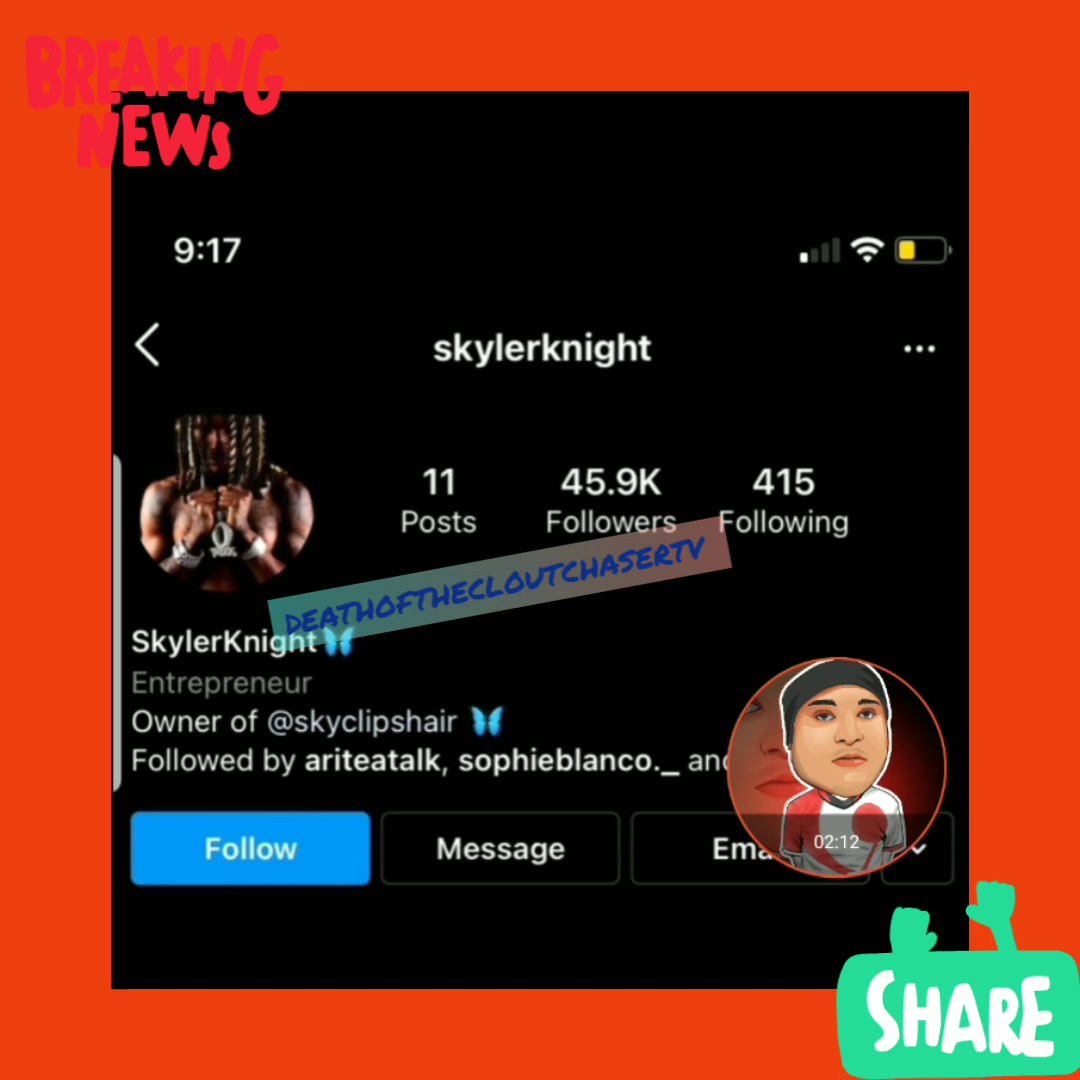 BREAKING
NEWS
9:17
skylerknight
11
45.9K
415
Posts
Followers
Following
DEATHOFTHECLOUTCHASERTV
SkylerKnight
Entrepreneur
Owner of @skyclipshair
Followed by ariteatalk, sophieblanco._
02:12
Follow
Message
SHARE